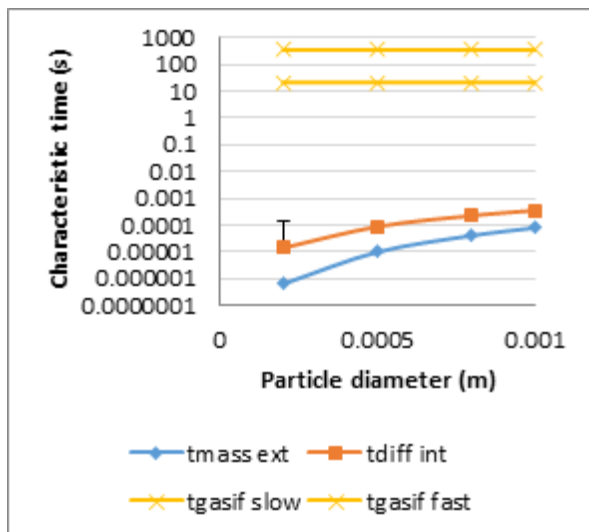 Characteristic time (s)
1000
100
10
1
0.1
0.01
0.001
0.0001
0.00001
0.000001
0.0000001
0
0.0005
0.001
Particle diameter (m)
tmass ext
tdiff int
tgasif slow
tgasif fast